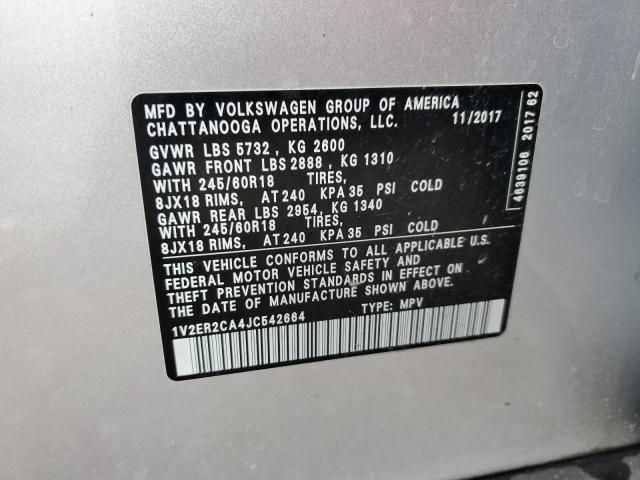 MFD BY VOLKSWAGEN GROUP OF AMERICA
CHATTANOOGA OPERATIONS, LLC. 11/2017
GVWR LBS 5732 , KG 2600
GAWR FRONT LBS 2888 , KG 1310
WITH 245/60R18 TIRES,
8JX18 RIMS, AT 240 KPA 35 PSI COLD
GAWR REAR LBS 2954, KG 1340
WITH 245/60R18 TIRES,
8JX18 RIMS, AT 240 KPA 35 PSI COLD
THIS VEHICLE CONFORMS TO ALL APPLICABLE U.S.
FEDERAL MOTOR VEHICLE SAFETY AND
THEFT PREVENTION STANDARDS IN EFFECT ON
THE DATE OF MANUFACTURE SHOWN ABOVE.
1V2ER2CA4JC542664 TYPE: MPV
4639106 2017 62